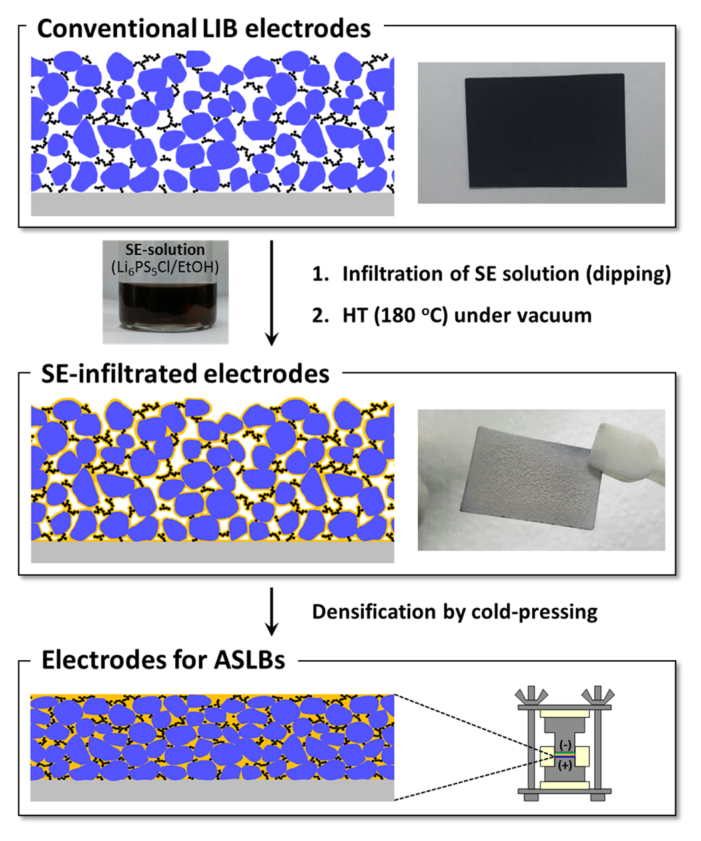 Conventional LIB electrodes
SE-solution
(Li₆PS₅Cl/EtOH)
1. Infiltration of SE solution (dipping)
2. HT (180 °C) under vacuum
SE-infiltrated electrodes
Densification by cold-pressing
Electrodes for ASLBs
(-)
(+)